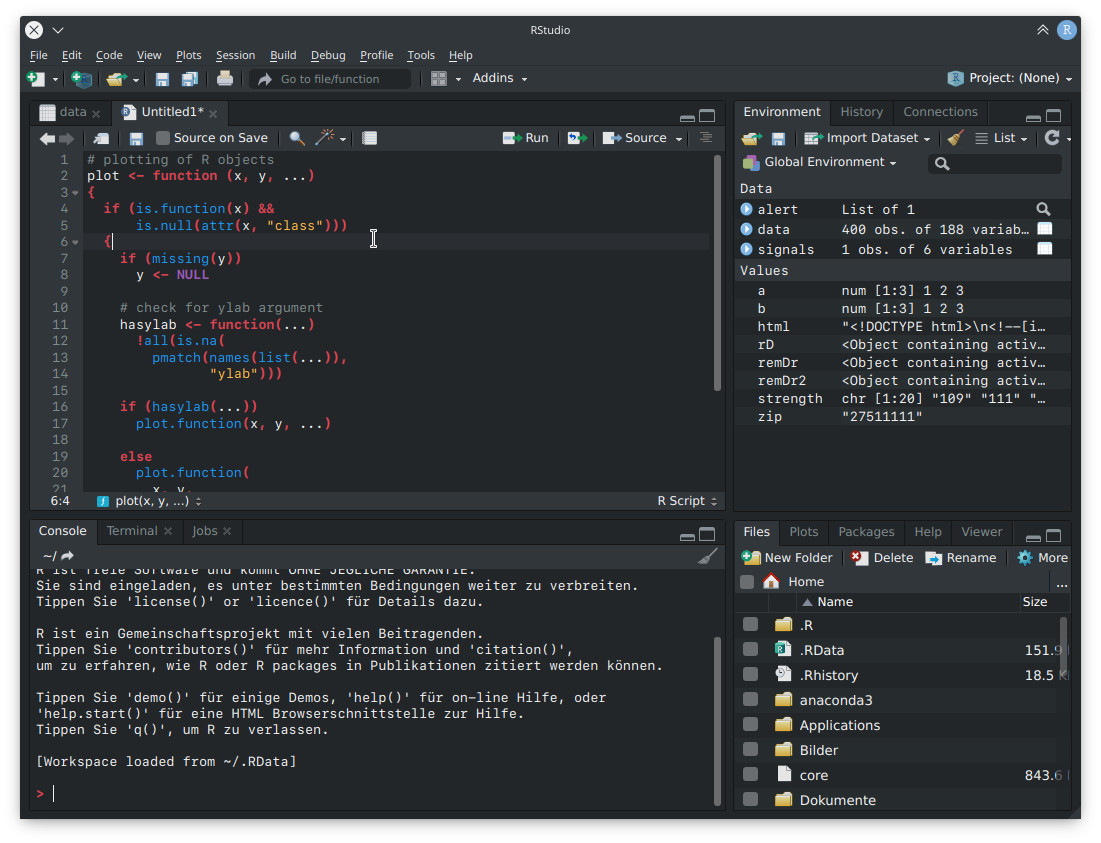 RStudio
R
File Edit Code View Plots Session Build Debug Profile Tools Help
Go to file/function Addins Project: (None)
data Untitled1*
Source on Save Run Source
1 # plotting of R objects
2 plot <- function (x, y, ...)
3 {
4   if (is.function(x) &&
5       is.null(attr(x, "class")))
6   {
7     if (missing(y))
8       y <- NULL
9
10     # check for ylab argument
11     hasylab <- function(...)
12       !all(is.na(
13         pmatch(names(list(...)),
14                "ylab")))
15
16     if (hasylab(...))
17       plot.function(x, y, ...)
18
19     else
20       plot.function(
21         x, y,
6:4 plot(x, y, ...) R Script
Console Terminal Jobs
~/
R ist freie Software und kommt OHNE JEGLICHE GARANTIE.
Sie sind eingeladen, es unter bestimmten Bedingungen weiter zu verbreiten.
Tippen Sie 'license()' or 'licence()' für Details dazu.
R ist ein Gemeinschaftsprojekt mit vielen Beitragenden.
Tippen Sie 'contributors()' für mehr Information und 'citation()',
um zu erfahren, wie R oder R packages in Publikationen zitiert werden können.
Tippen Sie 'demo()' für einige Demos, 'help()' für on-line Hilfe, oder
'help.start()' für eine HTML Browserschnittstelle zur Hilfe.
Tippen Sie 'q()', um R zu verlassen.
[Workspace loaded from ~/.RData]
>
Environment History Connections
Import Dataset List
Global Environment
Data
alert List of 1
data 400 obs. of 188 variab…
signals 1 obs. of 6 variables
Values
a num [1:3] 1 2 3
b num [1:3] 1 2 3
html "<!DOCTYPE html>\n<!--[i…
rD <Object containing activ…
remDr <Object containing activ…
remDr2 <Object containing activ…
strength chr [1:20] "109" "111" "…
zip "27511111"
Files Plots Packages Help Viewer
New Folder Delete Rename More
Home ...
Name Size
.R
.RData 151.9
.Rhistory 18.5 K
anaconda3
Applications
Bilder
core 843.6
Dokumente